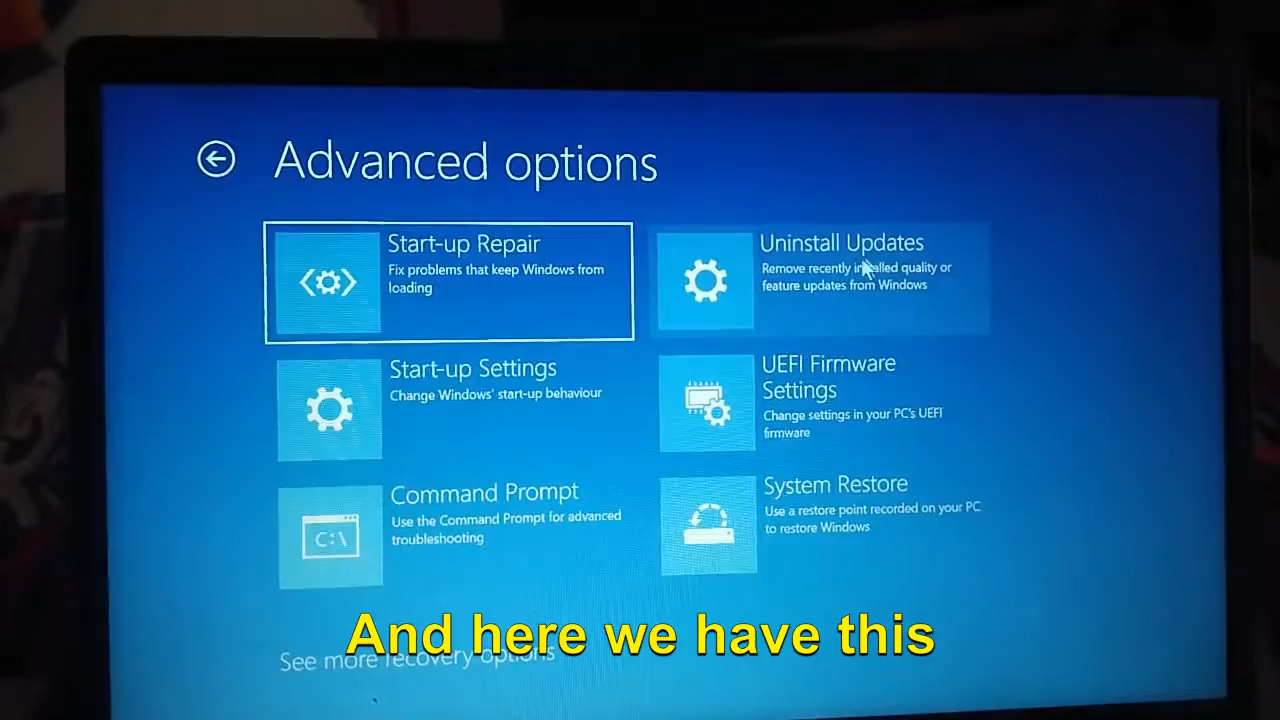 Advanced options
Start-up Repair
Fix problems that keep Windows from
loading
Uninstall Updates
Remove recently installed quality or
feature updates from Windows
Start-up Settings
Change Windows' start-up behaviour
UEFI Firmware
Settings
Change settings in your PC's UEFI
firmware
Command Prompt
Use the Command Prompt for advanced
troubleshooting
C:\
System Restore
Use a restore point recorded on your PC
to restore Windows
And here we have this
See more recovery options